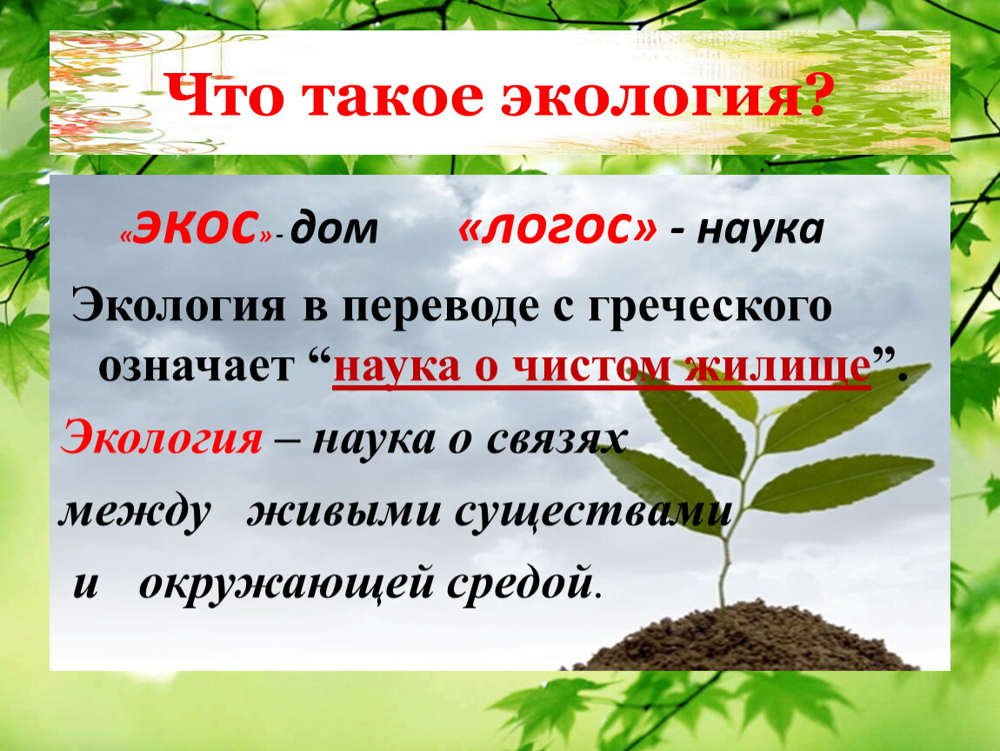 Что такое экология?
«экос» - дом «логос» - наука
Экология в переводе с греческого
означает “наука о чистом жилище”.
Экология – наука о связях
между живыми существами
и окружающей средой.